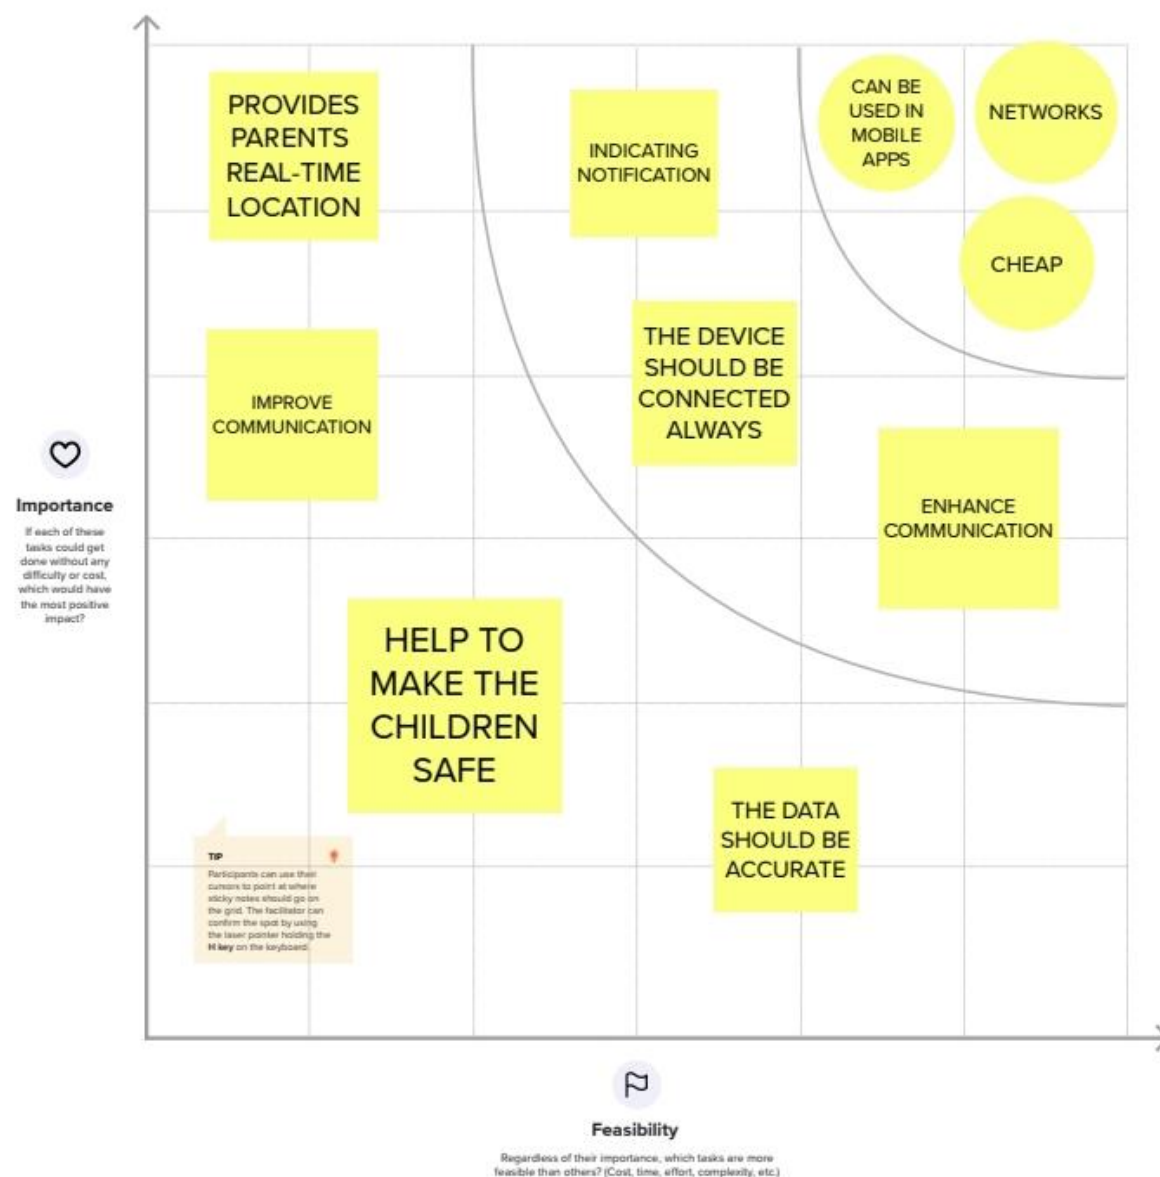 PROVIDES
PARENTS
REAL-TIME
LOCATION
INDICATING
NOTIFICATION
CAN BE
USED IN
MOBILE
APPS
NETWORKS
CHEAP
THE DEVICE
SHOULD BE
CONNECTED
ALWAYS
IMPROVE
COMMUNICATION
ENHANCE
COMMUNICATION
Importance
If each of these
tasks could get
done without any
difficulty or cost,
which would have
the most positive
impact?
HELP TO
MAKE THE
CHILDREN
SAFE
THE DATA
SHOULD BE
ACCURATE
TIP
Participants can use their
cursors to point at where
sticky notes should go on
the grid. The facilitator can
confirm the spot by using
the laser pointer holding the
H key on the keyboard.
Feasibility
Regardless of their importance, which tasks are more
feasible than others? (Cost, time, effort, complexity, etc.)